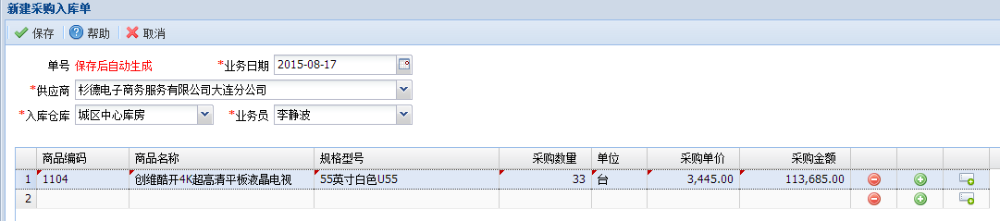 新建采购入库单
保存 帮助 取消
单号 保存后自动生成 *业务日期 2015-08-17
*供应商 杉德电子商务服务有限公司大连分公司
*入库仓库 城区中心库房 *业务员 李静波
商品编码 商品名称 规格型号 采购数量 单位 采购单价 采购金额
1 1104 创维酷开4K超高清平板液晶电视 55英寸白色U55 33 台 3,445.00 113,685.00
2